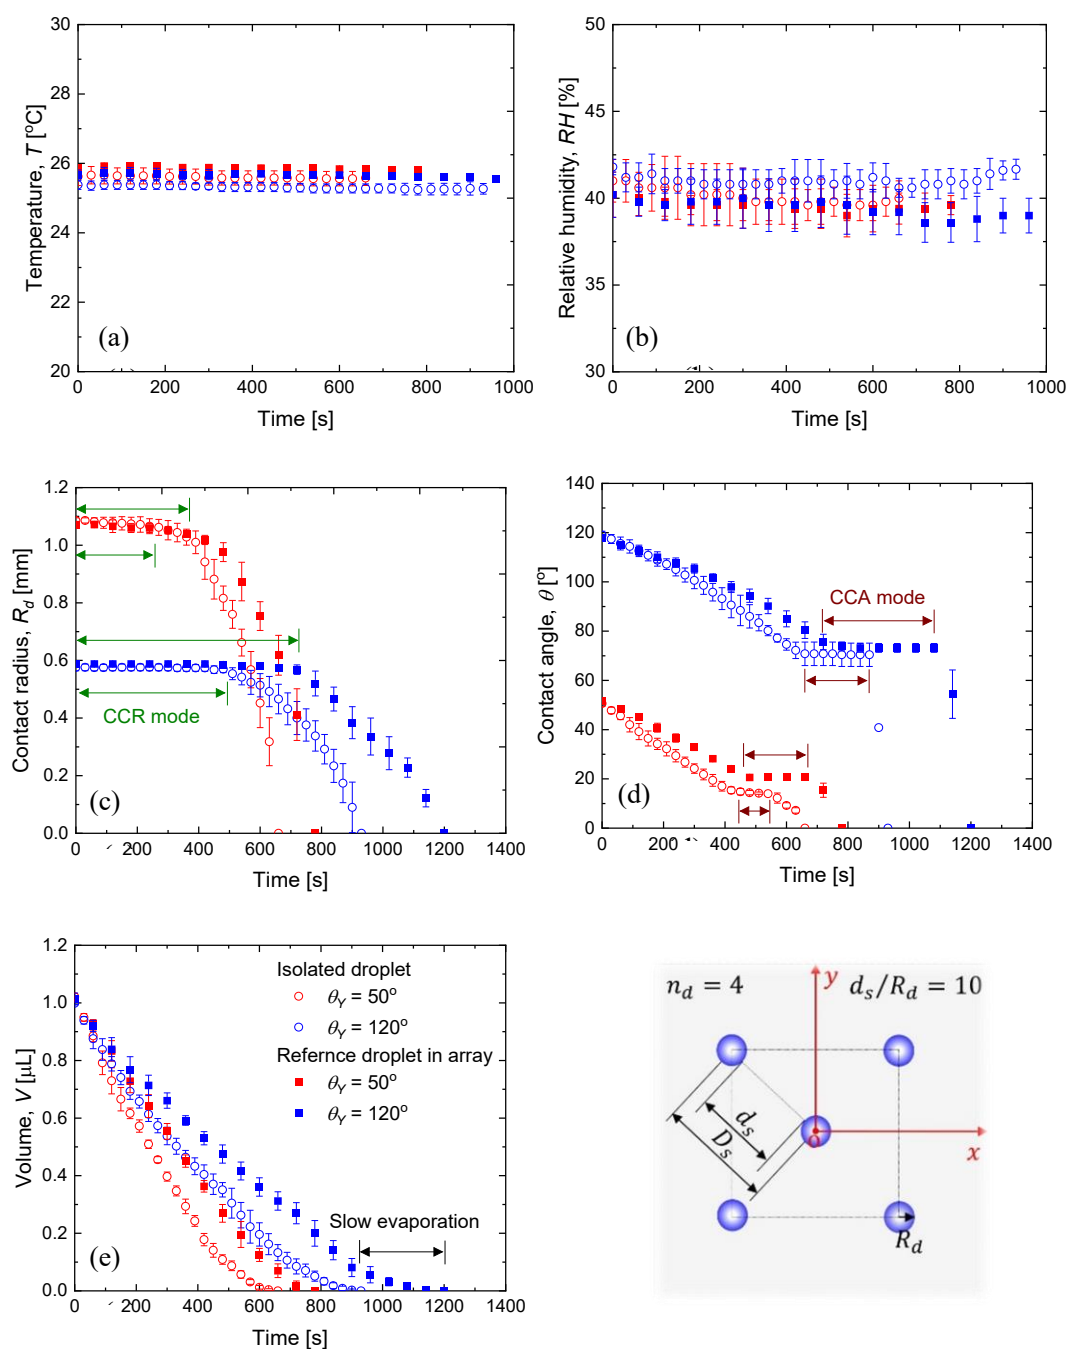 30
28
26
24
22
20
Temperature, T [°C]
(a)
0 200 400 600 800 1000
Time [s]
50
45
40
35
30
Relative humidity, RH [%]
(b)
0 200 400 600 800 1000
Time [s]
1.2
1.0
0.8
0.6
0.4
0.2
0.0
Contact radius, R_d [mm]
CCR mode
(c)
0 200 400 600 800 1000 1200 1400
Time [s]
140
120
100
80
60
40
20
0
Contact angle, θ [°]
CCA mode
(d)
0 200 400 600 800 1000 1200 1400
Time [s]
1.2
1.0
0.8
0.6
0.4
0.2
0.0
Volume, V [µL]
Isolated droplet
θ_Y = 50°
θ_Y = 120°
Refernce droplet in array
θ_Y = 50°
θ_Y = 120°
Slow evaporation
(e)
0 200 400 600 800 1000 1200 1400
Time [s]
n_d = 4
y
d_s/R_d = 10
d_s
D_s
O
x
R_d